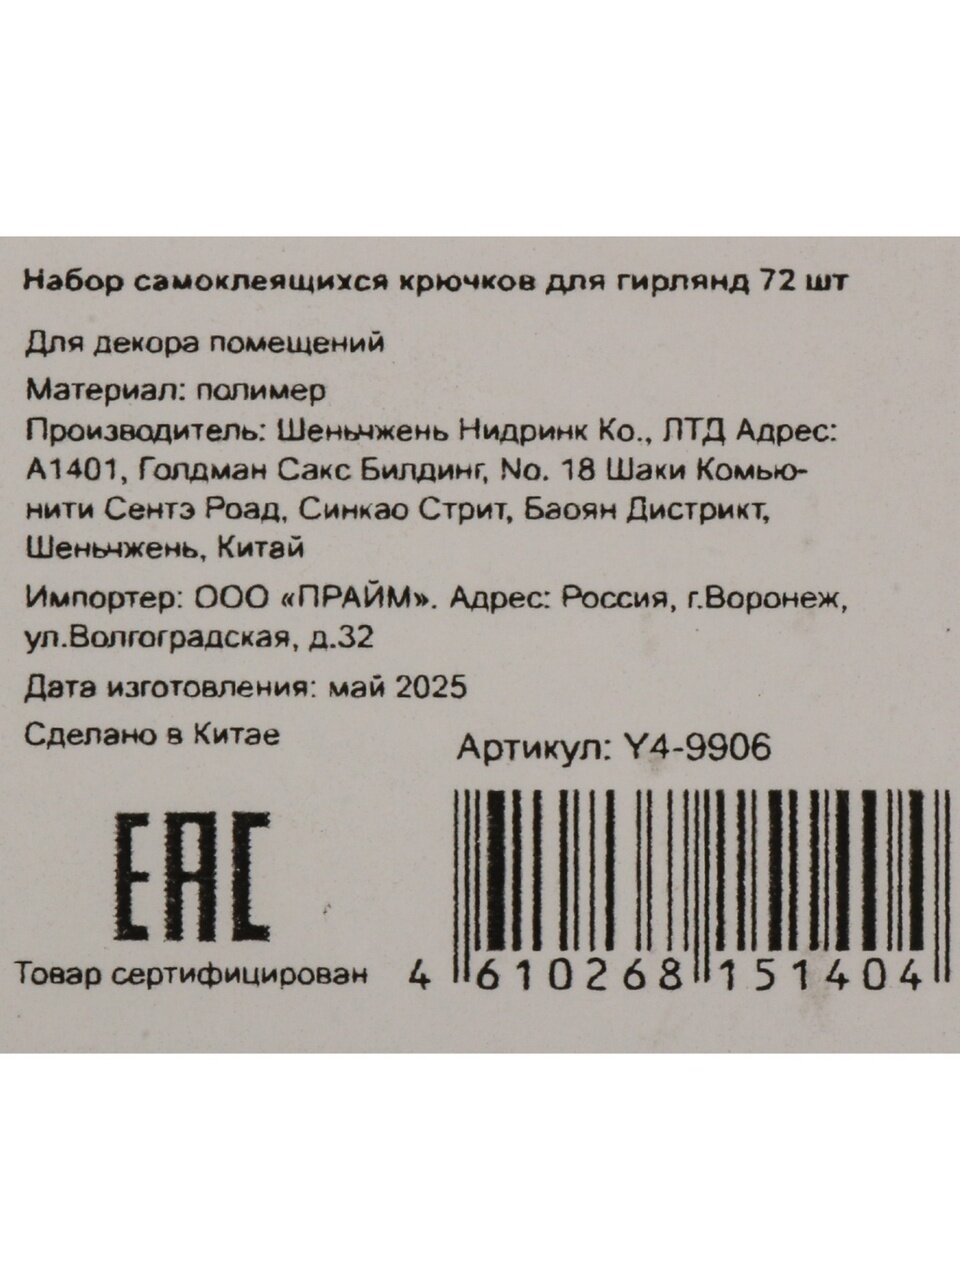 Набор самоклеящихся крючков для гирлянд 72 шт
Для декора помещений
Материал: полимер
Производитель: Шеньчжень Нидринк Ко., ЛТД Адрес:
А1401, Голдман Сакс Билдинг, No. 18 Шаки Комью-
нити Сентэ Роад, Синкао Стрит, Баоян Дистрикт,
Шеньчжень, Китай
Импортер: ООО «ПРАЙМ». Адрес: Россия, г.Воронеж,
ул.Волгоградская, д.32
Дата изготовления: май 2025
Сделано в Китае
Артикул: Y4-9906
EAC
Товар сертифицирован
4 610268 151404